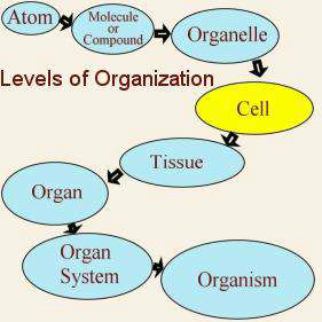 Atom
Molecule
or
Compound
Organelle
Levels of Organization
Cell
Tissue
Organ
Organ
System
Organism